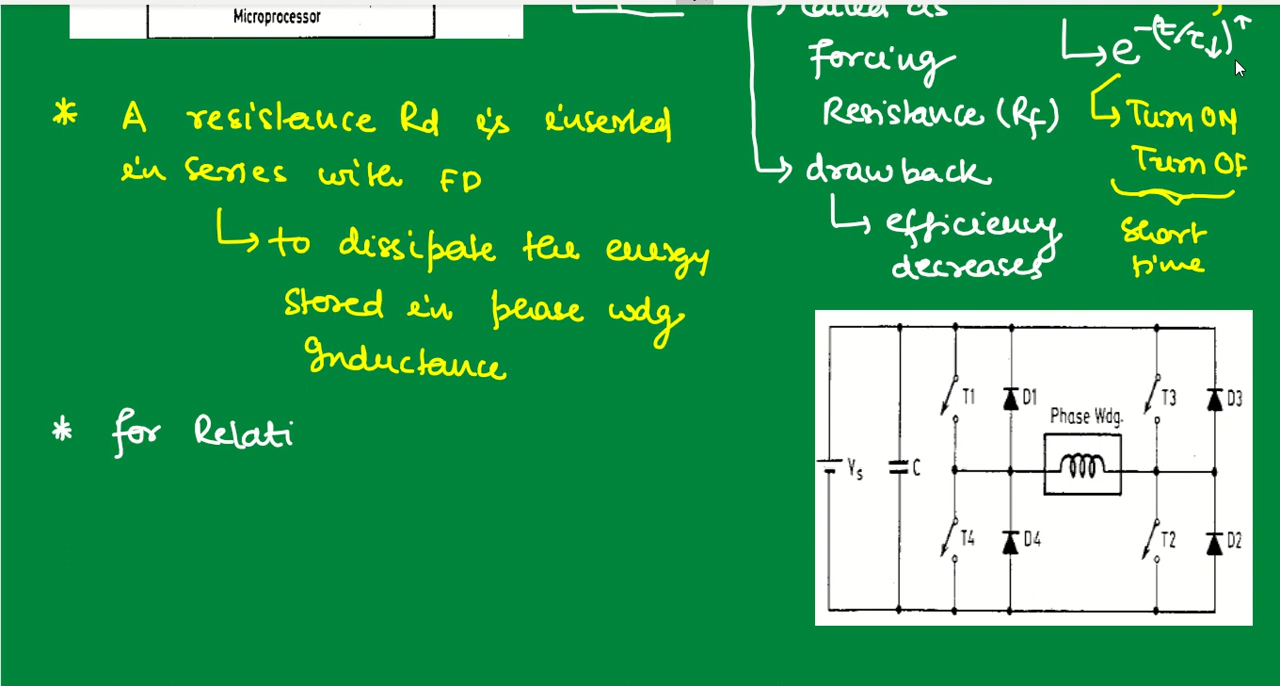 Microprocessor
called as
forcing
Resistance (Rf)
drawback
efficiency
decreases
e^-(t/τ↓)↑
Turn ON
Turn OF
short
time
* A resistance Rd is inserted
in series with FD
to dissipate the energy
stored in phase wdg
Inductance
* for Relati
T1 D1 T3 D3
Phase Wdg.
Vs C
T4 D4 T2 D2